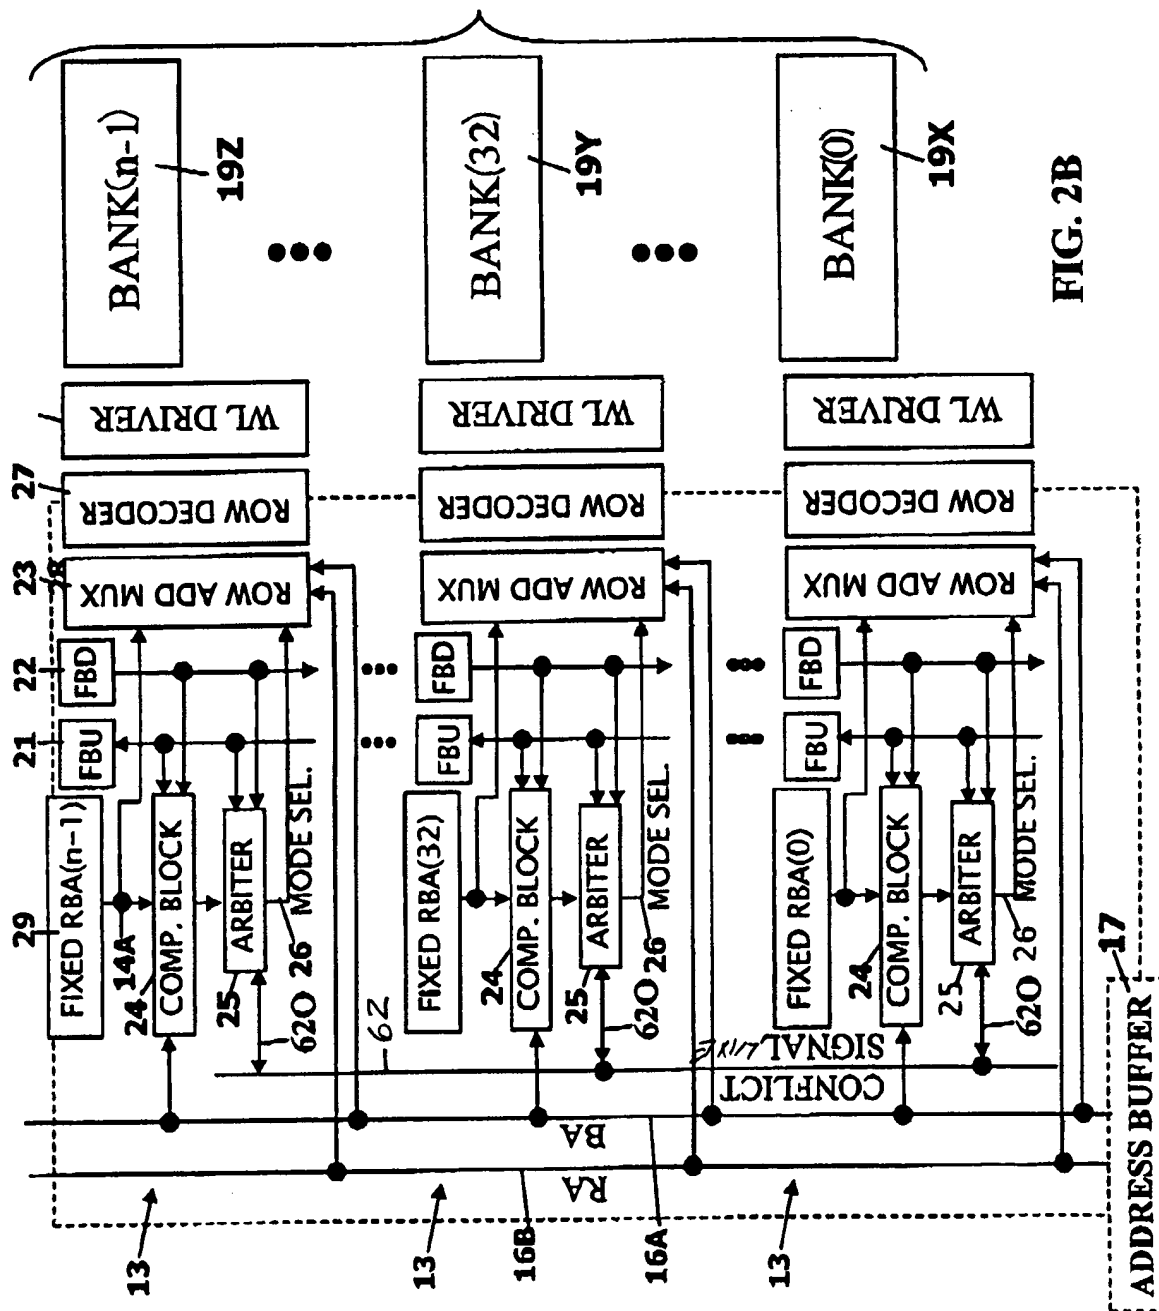 13
29
FIXED RBA(n-1)
14A
24
COMP. BLOCK
25
ARBITER
62O
26
MODE SEL.
21
FBU
22
FBD
23
ROW ADD MUX
27
ROW DECODER
WL DRIVER
BANK(n-1)
19Z
62
13
16B
16A
RA
BA
FIXED RBA(32)
24
COMP. BLOCK
25
ARBITER
62O
26
MODE SEL.
FBU
FBD
ROW ADD MUX
ROW DECODER
WL DRIVER
BANK(32)
19Y
CONFLICT
SIGNAL
13
FIXED RBA(0)
24
COMP. BLOCK
25
ARBITER
62O
26
MODE SEL.
FBU
FBD
ROW ADD MUX
ROW DECODER
WL DRIVER
BANK(0)
19X
17
ADDRESS BUFFER
FIG. 2B